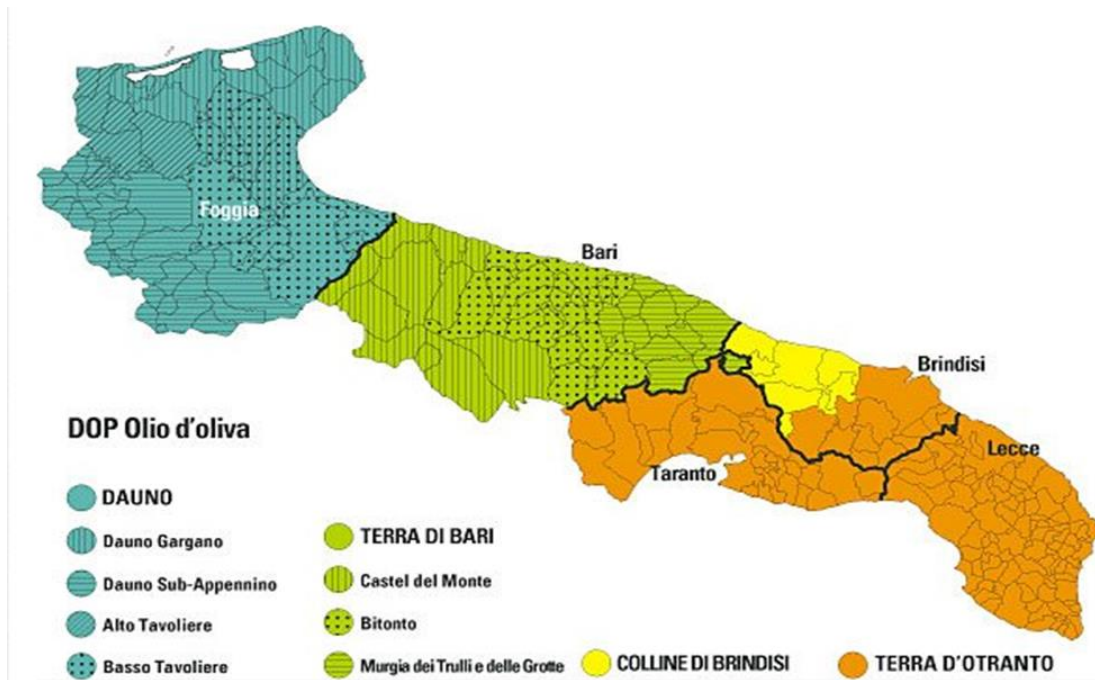 Foggia
Bari
Brindisi
Lecce
Taranto
DOP Olio d'oliva
DAUNO
Dauno Gargano
Dauno Sub-Appennino
Alto Tavoliere
Basso Tavoliere
TERRA DI BARI
Castel del Monte
Bitonto
Murgia dei Trulli e delle Grotte
COLLINE DI BRINDISI
TERRA D'OTRANTO